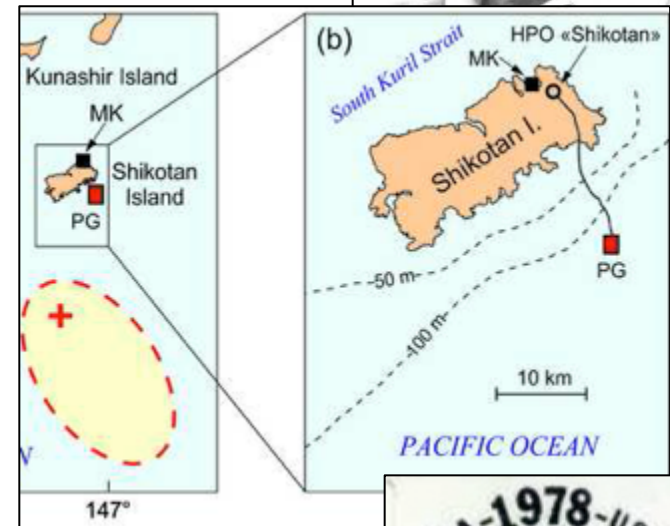 Kunashir Island
MK
Shikotan
Island
PG
147°
(b)
HPO «Shikotan»
South Kuril Strait
MK
Shikotan I.
PG
-50 m-
-100 m-
10 km
PACIFIC OCEAN
-1978-